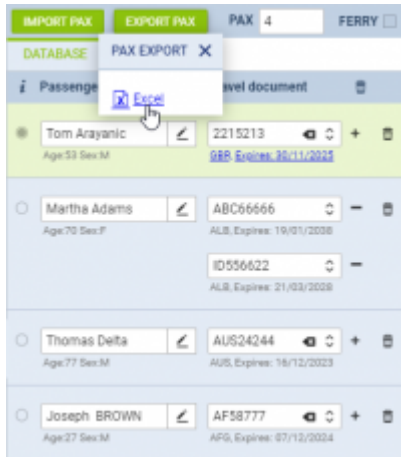 IMPORT PAX EXPORT PAX PAX 4 FERRY
DATABASE PAX EXPORT X
i Passenge avel document
Excel
Tom Arayanic 2215213
Age:53 Sex:M GBR, Expires: 30/11/2025
Martha Adams ABC66666
Age:70 Sex:F ALB, Expires: 19/01/2038
ID556622
ALB, Expires: 21/03/2028
Thomas Delta AUS24244
Age:77 Sex:M AUS, Expires: 16/12/2023
Joseph BROWN AF58777
Age:27 Sex:M AFG, Expires: 07/12/2024